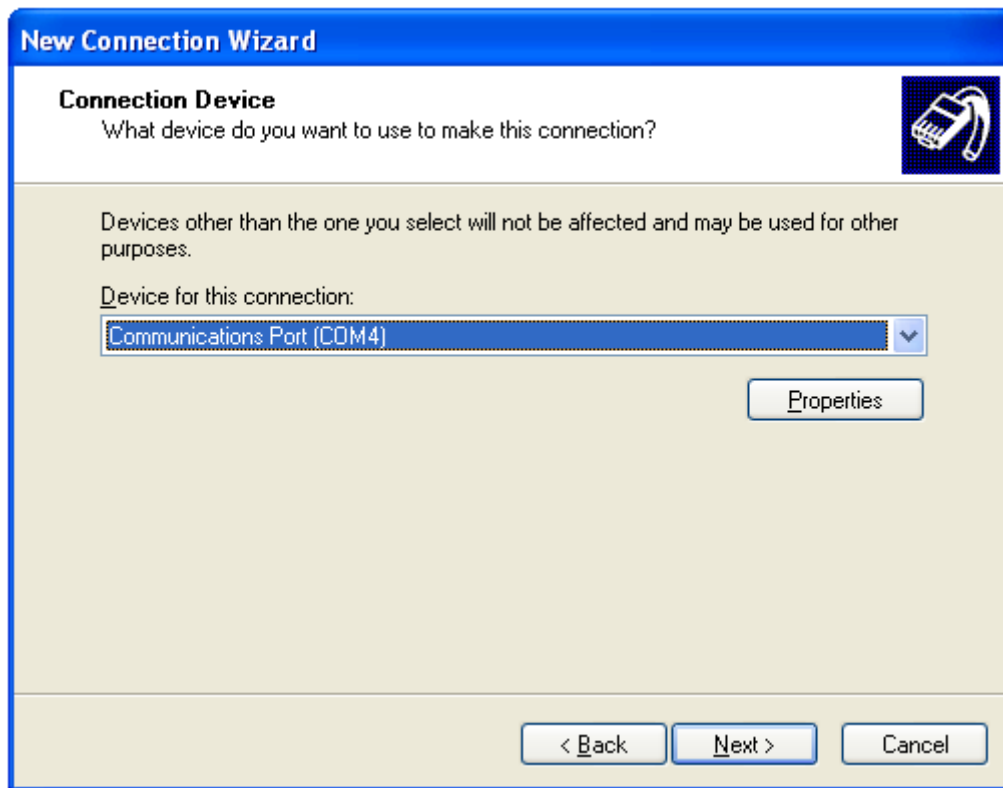 New Connection Wizard
Connection Device
What device do you want to use to make this connection?
Devices other than the one you select will not be affected and may be used for other
purposes.
Device for this connection:
Communications Port (COM4)
Properties
< Back
Next >
Cancel